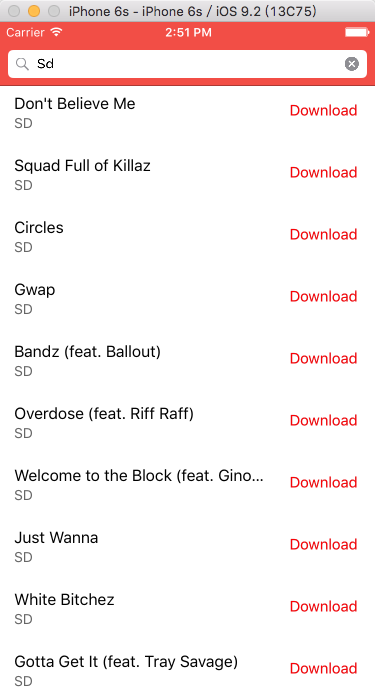 iPhone 6s - iPhone 6s / iOS 9.2 (13C75)
Carrier 2:51 PM
Sd
Don't Believe Me
SD
Download
Squad Full of Killaz
SD
Download
Circles
SD
Download
Gwap
SD
Download
Bandz (feat. Ballout)
SD
Download
Overdose (feat. Riff Raff)
SD
Download
Welcome to the Block (feat. Gino...
SD
Download
Just Wanna
SD
Download
White Bitchez
SD
Download
Gotta Get It (feat. Tray Savage)
SD
Download